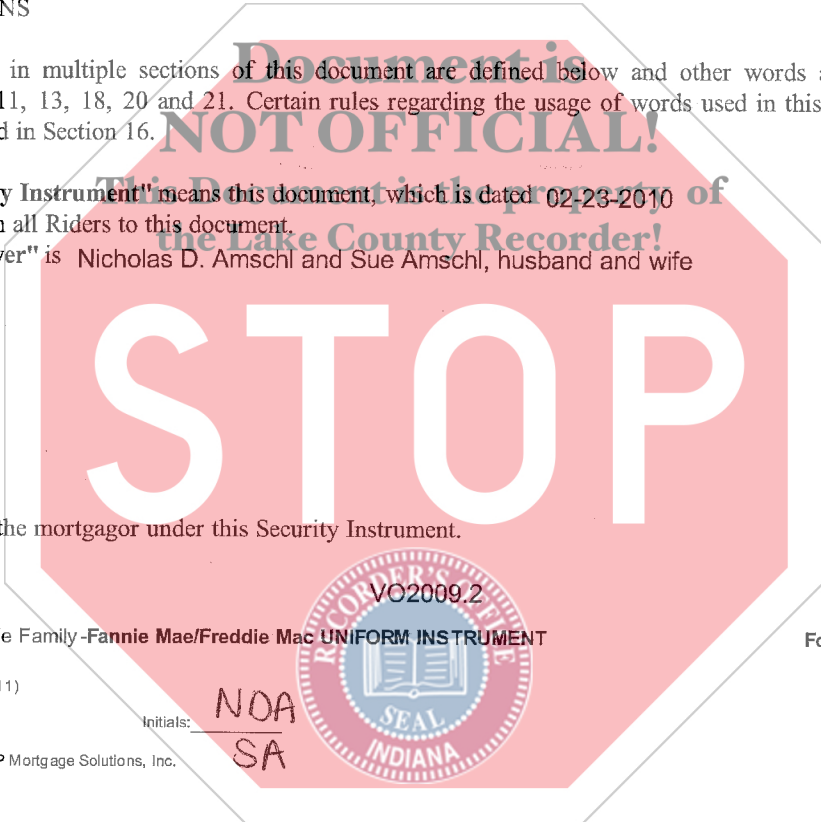 NS
Document is
in multiple sections of this document are defined below and other words
11, 13, 18, 20 and 21. Certain rules regarding the usage of words used in this
d in Section 16.
NOT OFFICIAL!
y Instrument" means this document, which is dated 02-23-2010
This Document is the property of
all Riders to this document.
the Lake County Recorder!
ver" is Nicholas D. Amschl and Sue Amschl, husband and wife
STOP
the mortgagor under this Security Instrument.
VO2009.2
e Family-Fannie Mae/Freddie Mac UNIFORM INSTRUMENT
Fo
RECORDER'S OFFICE
SEAL
INDIANA
Initials: NDA
SA
P Mortgage Solutions, Inc.